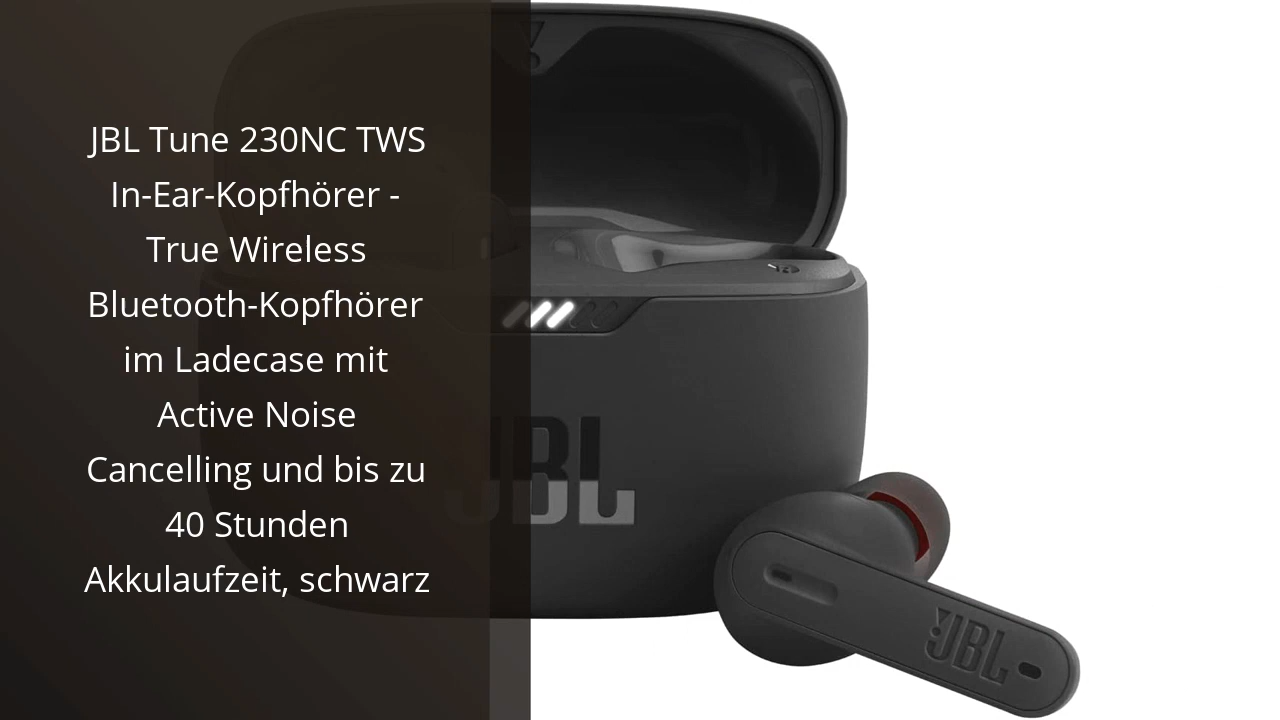 JBL Tune 230NC TWS
In-Ear-Kopfhörer -
True Wireless
Bluetooth-Kopfhörer
im Ladecase mit
Active Noise
Cancelling und bis zu
40 Stunden
Akkulaufzeit, schwarz
JBL
JBL